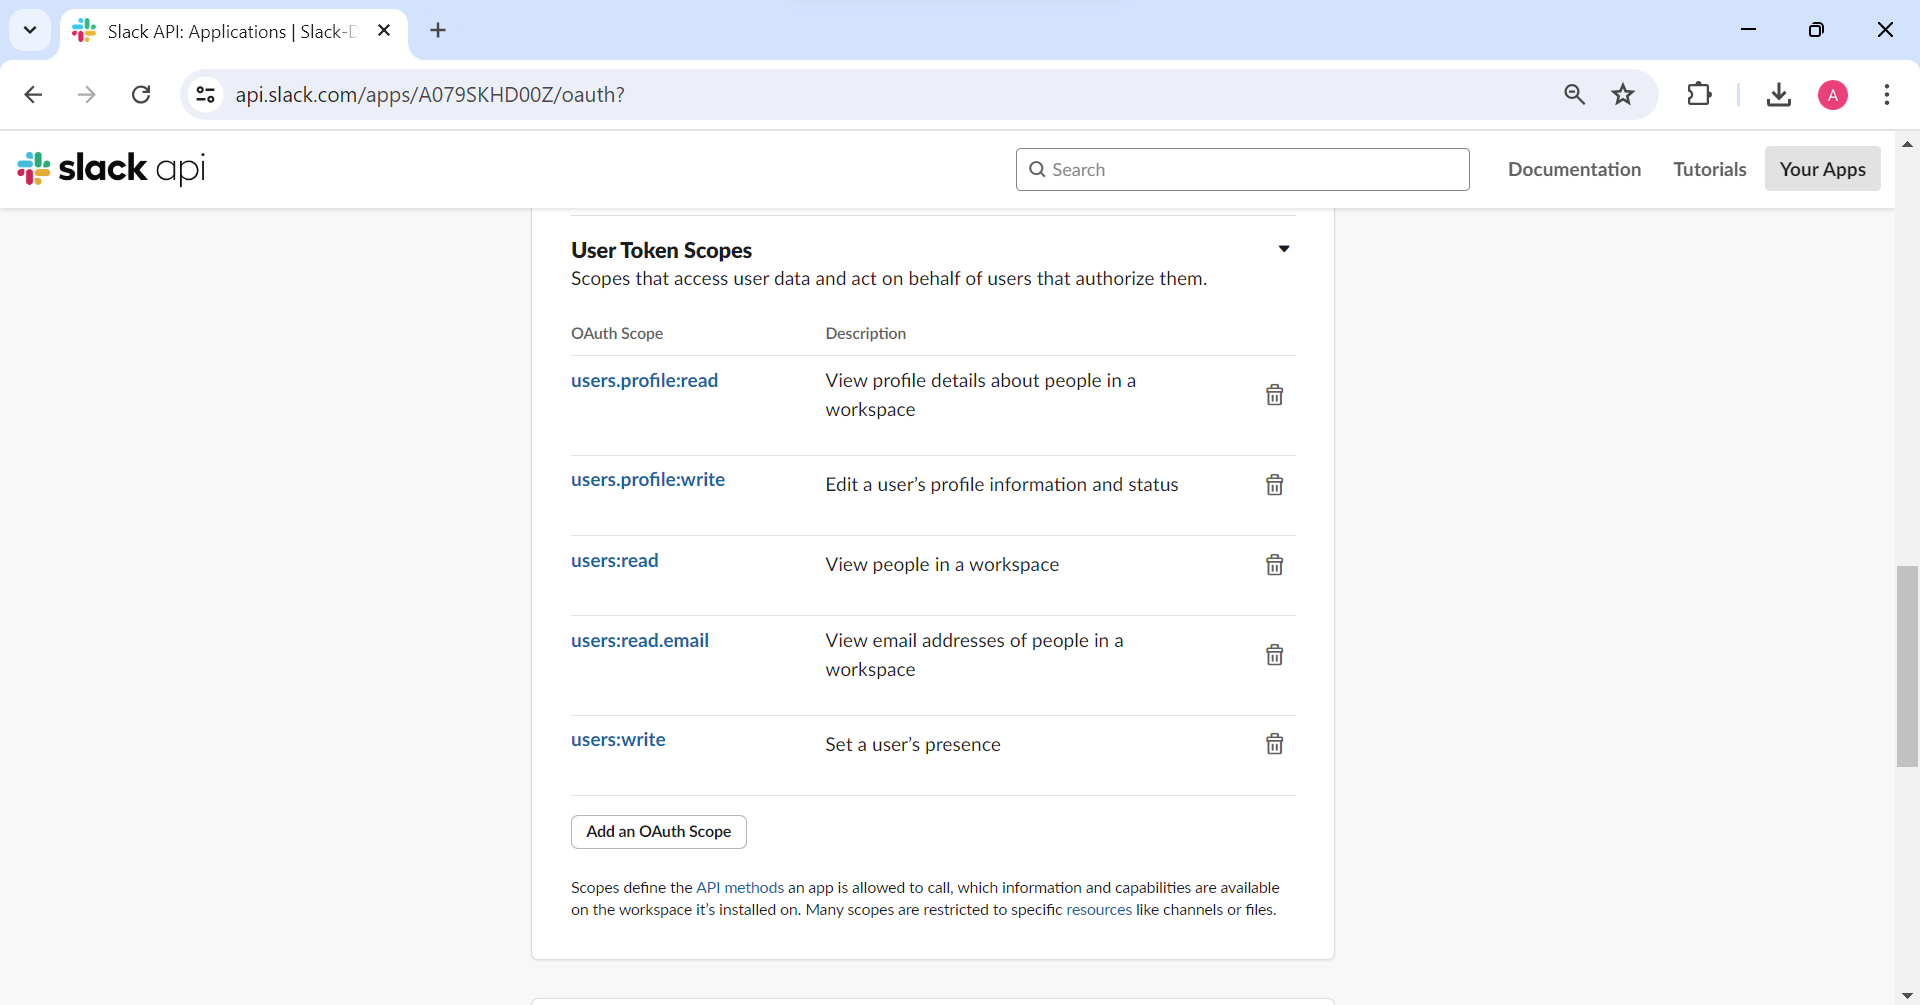 Slack API: Applications | Slack-D
api.slack.com/apps/A079SKHD00Z/oauth?
A
slack api
Search
Documentation
Tutorials
Your Apps
User Token Scopes
Scopes that access user data and act on behalf of users that authorize them.
OAuth Scope
Description
users.profile:read
View profile details about people in a
workspace
users.profile:write
Edit a user’s profile information and status
users:read
View people in a workspace
users:read.email
View email addresses of people in a
workspace
users:write
Set a user’s presence
Add an OAuth Scope
Scopes define the API methods an app is allowed to call, which information and capabilities are available
on the workspace it’s installed on. Many scopes are restricted to specific resources like channels or files.